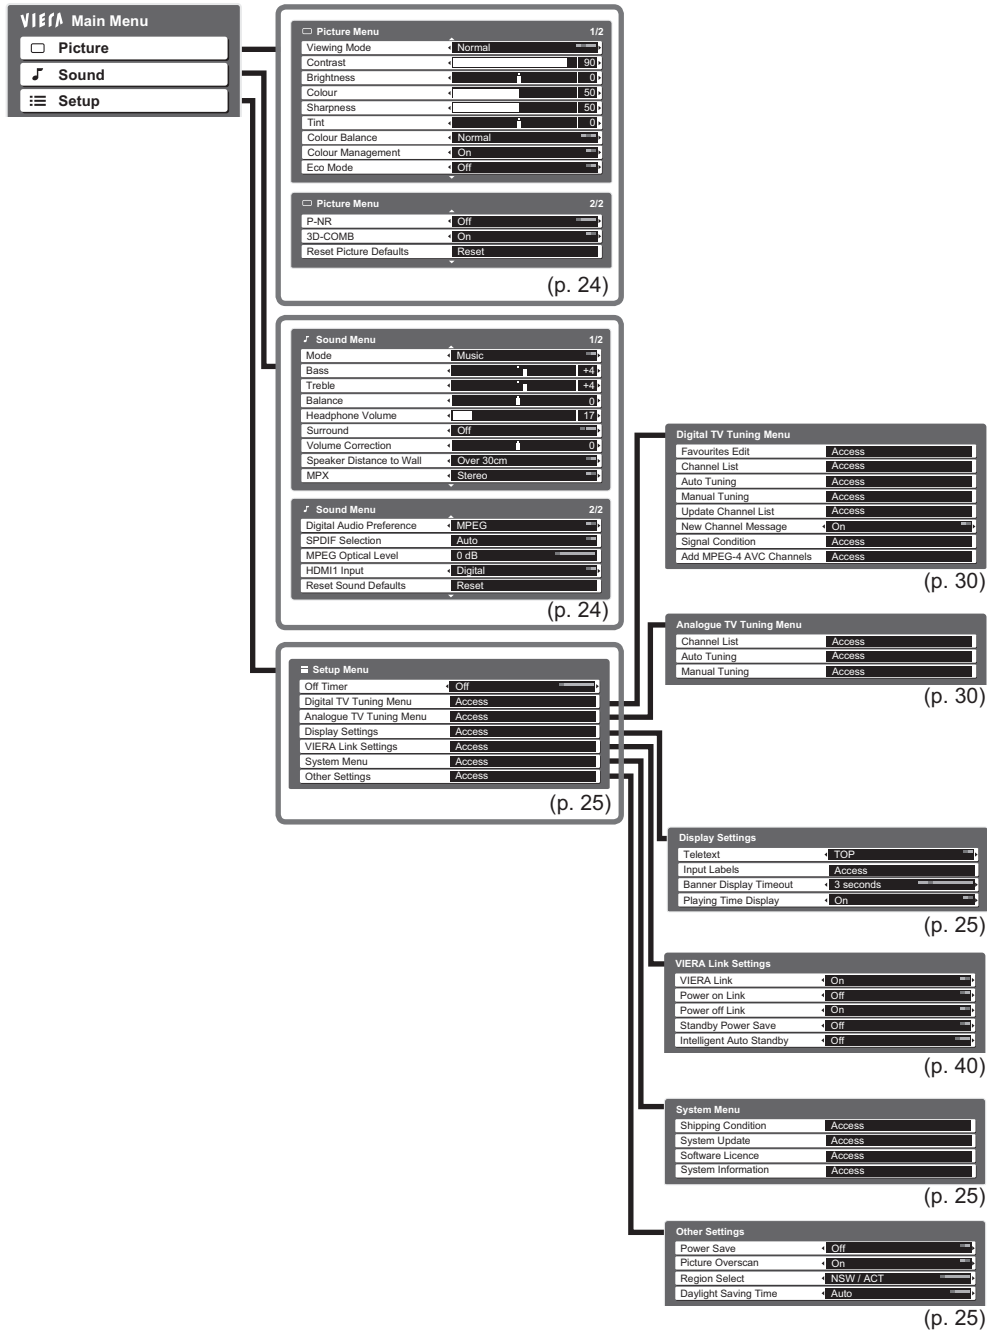 VIERA Main Menu
Picture
Sound
Setup
Picture Menu 1/2
Viewing Mode Normal
Contrast 90
Brightness 0
Colour 50
Sharpness 50
Tint 0
Colour Balance Normal
Colour Management On
Eco Mode Off
Picture Menu 2/2
P-NR Off
3D-COMB On
Reset Picture Defaults Reset
(p. 24)
Sound Menu 1/2
Mode Music
Bass +4
Treble +4
Balance 0
Headphone Volume 17
Surround Off
Volume Correction 0
Speaker Distance to Wall Over 30cm
MPX Stereo
Sound Menu 2/2
Digital Audio Preference MPEG
SPDIF Selection Auto
MPEG Optical Level 0 dB
HDMI1 Input Digital
Reset Sound Defaults Reset
(p. 24)
Setup Menu
Off Timer Off
Digital TV Tuning Menu Access
Analogue TV Tuning Menu Access
Display Settings Access
VIERA Link Settings Access
System Menu Access
Other Settings Access
(p. 25)
Digital TV Tuning Menu
Favourites Edit Access
Channel List Access
Auto Tuning Access
Manual Tuning Access
Update Channel List Access
New Channel Message On
Signal Condition Access
Add MPEG-4 AVC Channels Access
(p. 30)
Analogue TV Tuning Menu
Channel List Access
Auto Tuning Access
Manual Tuning Access
(p. 30)
Display Settings
Teletext TOP
Input Labels Access
Banner Display Timeout 3 seconds
Playing Time Display On
(p. 25)
VIERA Link Settings
VIERA Link On
Power on Link Off
Power off Link On
Standby Power Save Off
Intelligent Auto Standby Off
(p. 40)
System Menu
Shipping Condition Access
System Update Access
Software Licence Access
System Information Access
(p. 25)
Other Settings
Power Save Off
Picture Overscan On
Region Select NSW / ACT
Daylight Saving Time Auto
(p. 25)